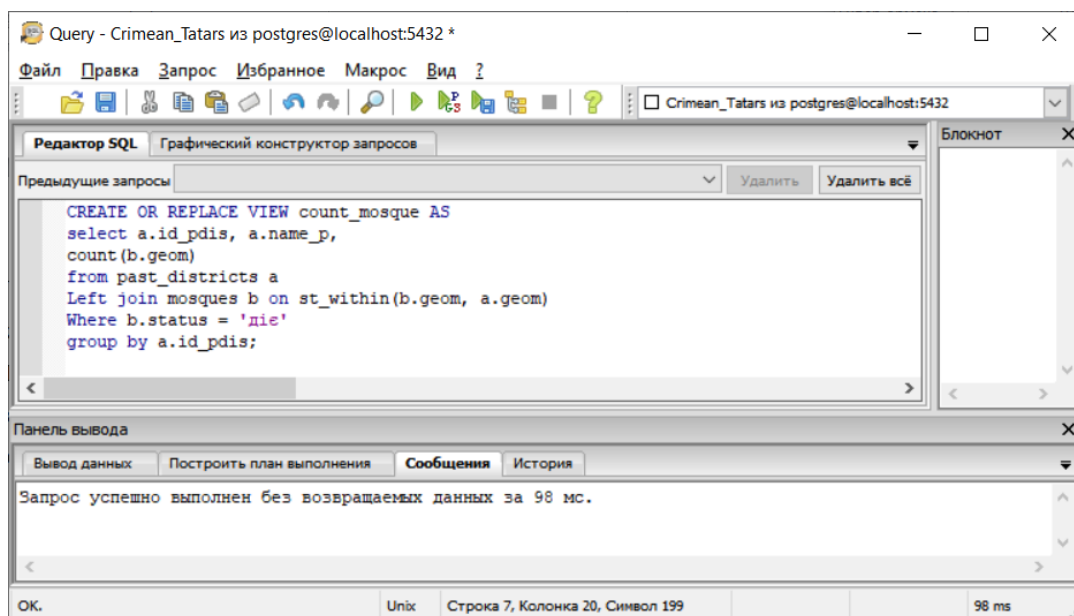 Query - Crimean_Tatars из postgres@localhost:5432 *
Файл Правка Запрос Избранное Макрос Вид ?
Crimean_Tatars из postgres@localhost:5432
Редактор SQL Графический конструктор запросов
Блокнот X
Предыдущие запросы Удалить Удалить всё
CREATE OR REPLACE VIEW count_mosque AS
select a.id_pdis, a.name_p,
count(b.geom)
from past_districts a
Left join mosques b on st_within(b.geom, a.geom)
Where b.status = 'діє'
group by a.id_pdis;
Панель вывода X
Вывод данных Построить план выполнения Сообщения История
Запрос успешно выполнен без возвращаемых данных за 98 мс.
OK. Unix Строка 7, Колонка 20, Символ 199 98 ms